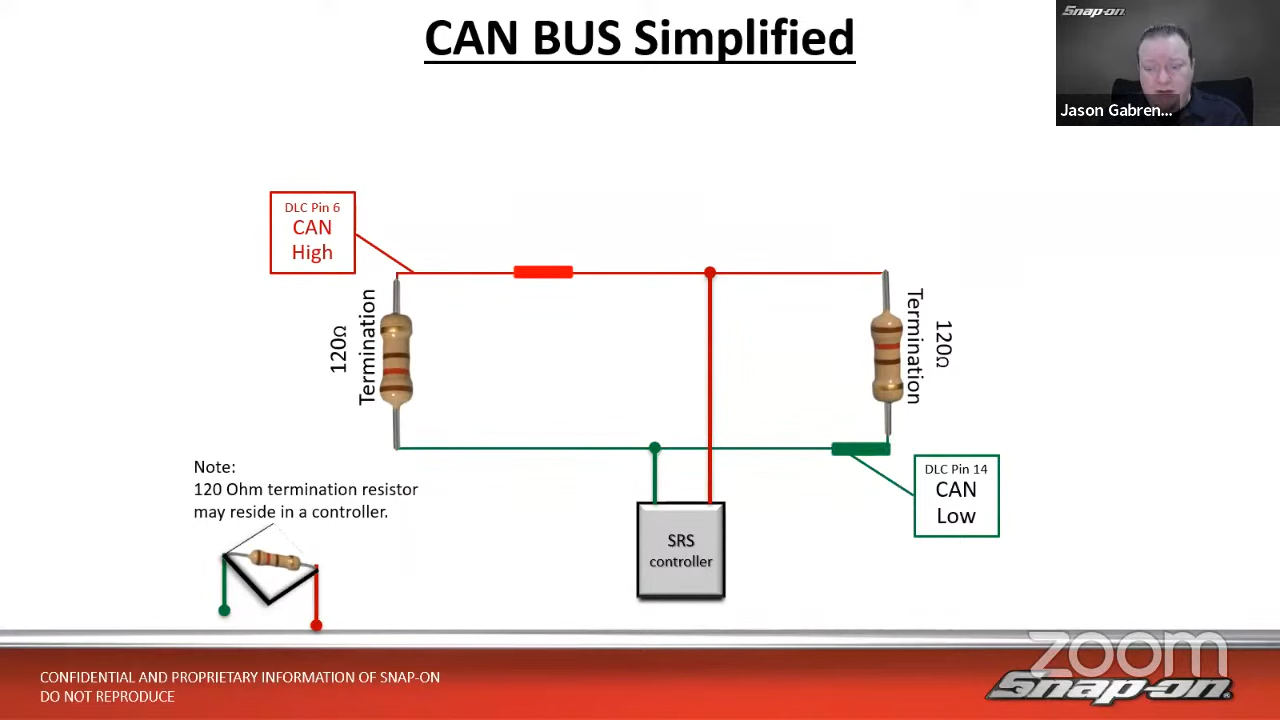 CAN BUS Simplified
Snap-on
Jason Gabren...
DLC Pin 6
CAN
High
120Ω
Termination
Termination
120Ω
DLC Pin 14
CAN
Low
Note:
120 Ohm termination resistor
may reside in a controller.
SRS
controller
CONFIDENTIAL AND PROPRIETARY INFORMATION OF SNAP-ON
DO NOT REPRODUCE
zoom
Snap-on